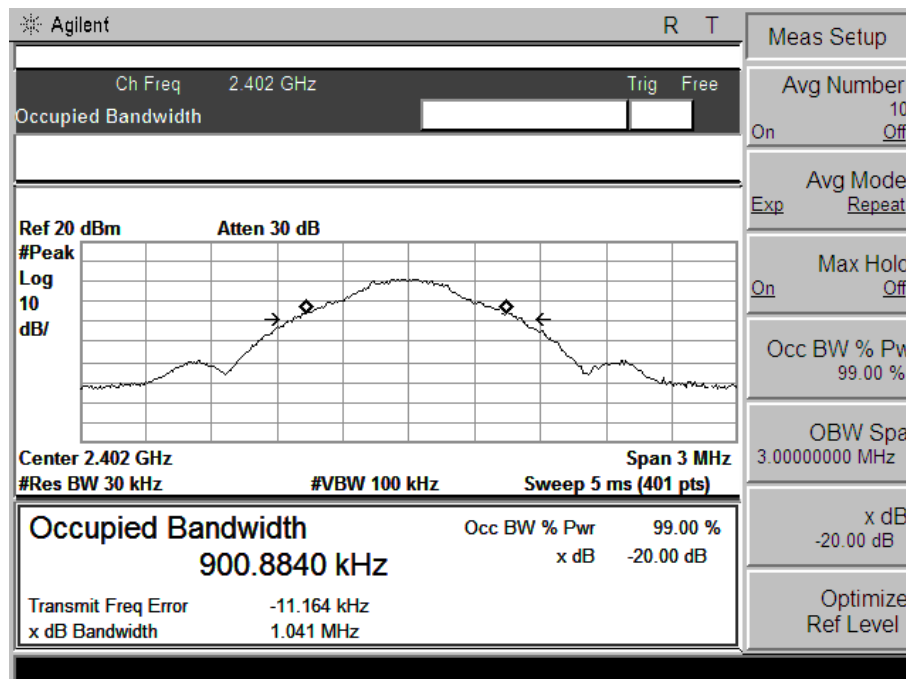 Agilent R T
Ch Freq 2.402 GHz Trig Free
Occupied Bandwidth
Ref 20 dBm Atten 30 dB
#Peak
Log
10
dB/
Center 2.402 GHz Span 3 MHz
#Res BW 30 kHz #VBW 100 kHz Sweep 5 ms (401 pts)
Occupied Bandwidth Occ BW % Pwr 99.00 %
900.8840 kHz x dB -20.00 dB
Transmit Freq Error -11.164 kHz
x dB Bandwidth 1.041 MHz
Meas Setup
Avg Number
10
On Off
Avg Mode
Exp Repeat
Max Hold
On Off
Occ BW % Pw
99.00 %
OBW Spa
3.00000000 MHz
x dB
-20.00 dB
Optimize
Ref Level